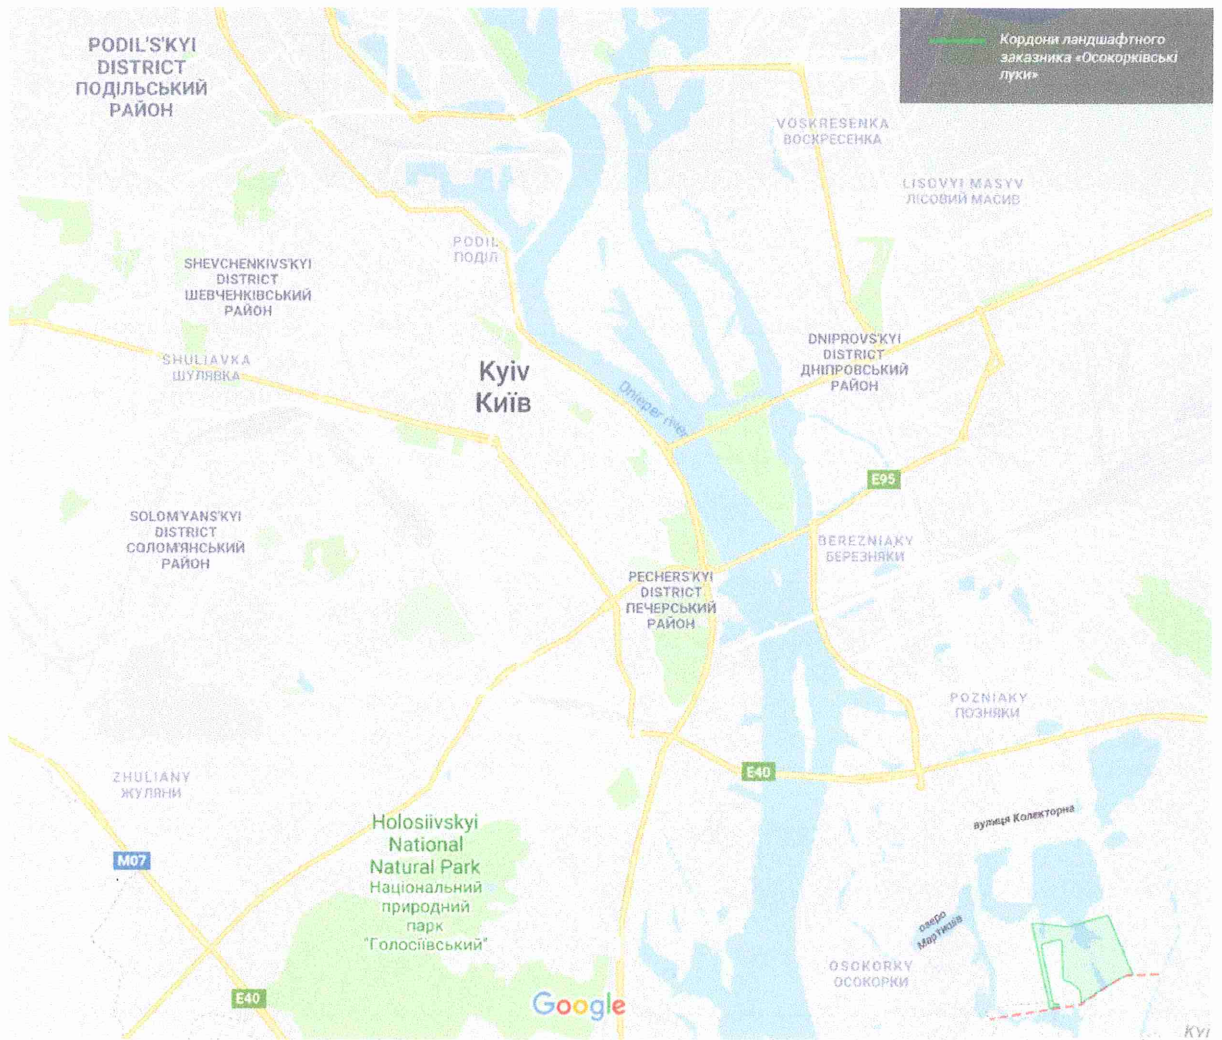 PODIL'S'KYI
DISTRICT
ПОДІЛЬСЬКИЙ
РАЙОН
Кордони ландшафтного
заказника «Осокорківські
луки»
VOSKRESENKA
ВОСКРЕСЕНКА
LISOVYI MASYV
ЛІСОВИЙ МАСИВ
PODIL
ПОДІЛ
SHEVCHENKIVS'KYI
DISTRICT
ШЕВЧЕНКІВСЬКИЙ
РАЙОН
SHULIAVKA
ШУЛЯВКА
Kyiv
Київ
Dnieper river
DNIPROVS'KYI
DISTRICT
ДНІПРОВСЬКИЙ
РАЙОН
E95
SOLOM'YANS'KYI
DISTRICT
СОЛОМ'ЯНСЬКИЙ
РАЙОН
BEREZNIAKY
БЕРЕЗНЯКИ
PECHERS'KYI
DISTRICT
ПЕЧЕРСЬКИЙ
РАЙОН
POZNIAKY
ПОЗНЯКИ
E40
ZHULIANY
ЖУЛЯНИ
вулиця Колекторна
Holosiivskyi
National
Natural Park
Національний
природний
парк
"Голосіївський"
M07
озеро
Мартишів
OSOKORKY
ОСОКОРКИ
E40
Google
KYI